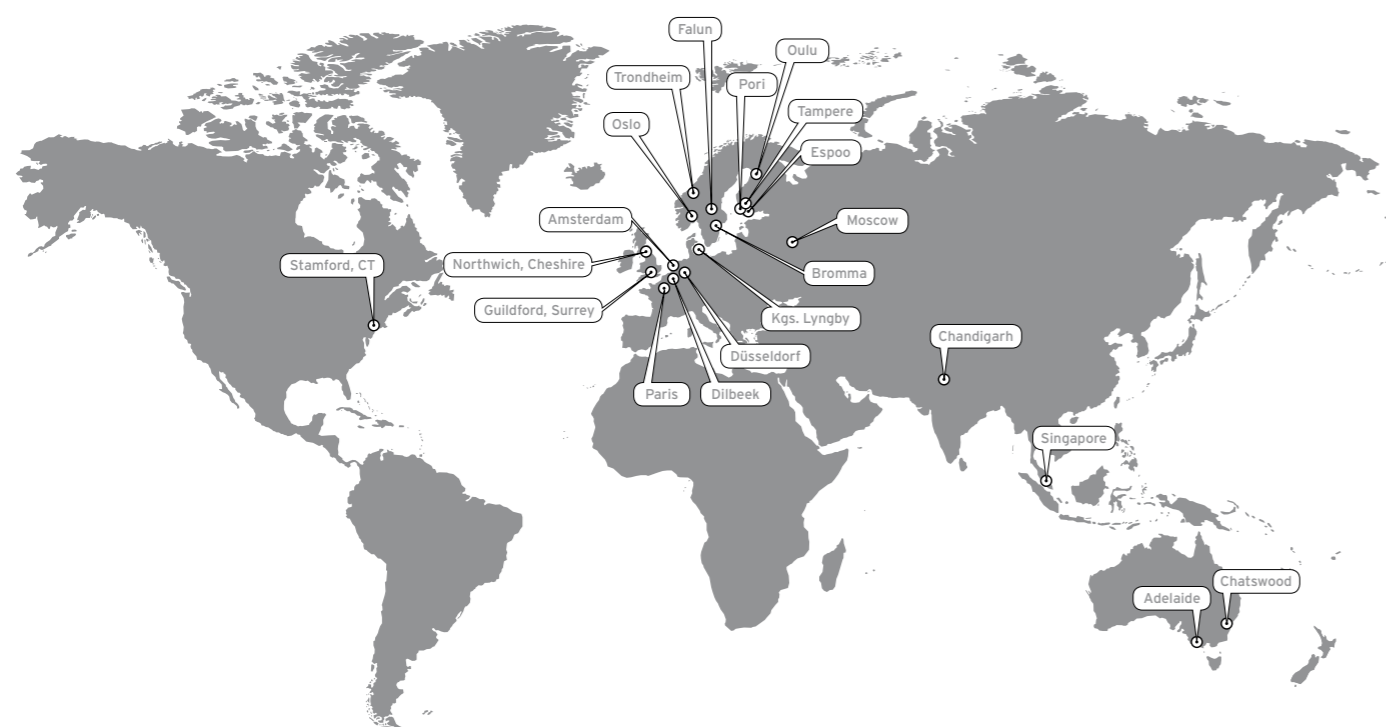 Falun
Oulu
Trondheim
Pori
Tampere
Oslo
Espoo
Amsterdam
Moscow
Stamford, CT
Northwich, Cheshire
Bromma
Guildford, Surrey
Kgs. Lyngby
Chandigarh
Düsseldorf
Paris
Dilbeek
Singapore
Chatswood
Adelaide